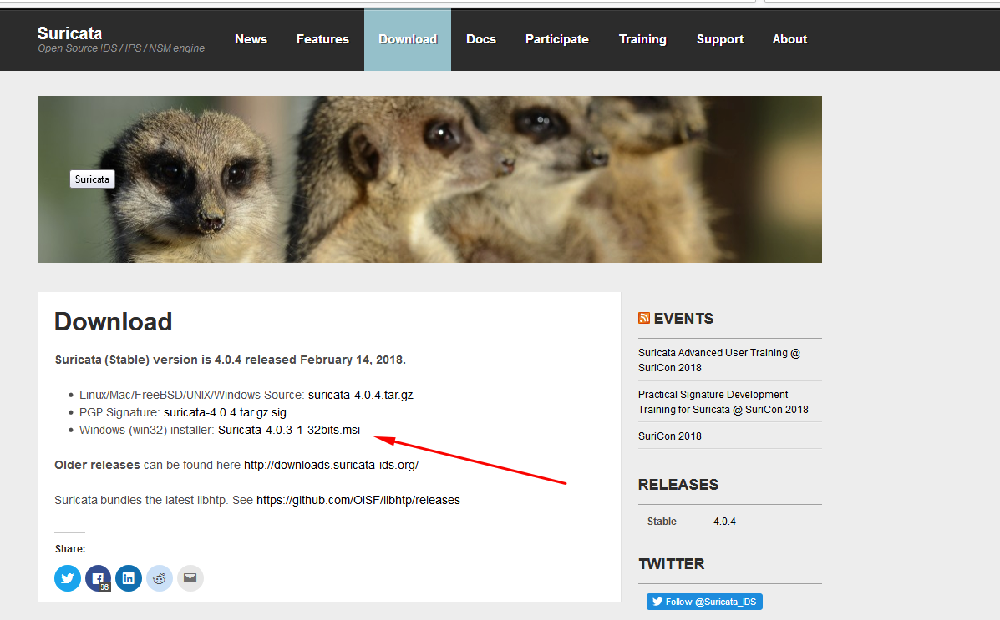 Suricata
Open Source IDS / IPS / NSM engine
News Features Download Docs Participate Training Support About
Suricata
Download
Suricata (Stable) version is 4.0.4 released February 14, 2018.
Linux/Mac/FreeBSD/UNIX/Windows Source: suricata-4.0.4.tar.gz
PGP Signature: suricata-4.0.4.tar.gz.sig
Windows (win32) installer: Suricata-4.0.3-1-32bits.msi
Older releases can be found here http://downloads.suricata-ids.org/
Suricata bundles the latest libhtp. See https://github.com/OISF/libhtp/releases
Share:
96
EVENTS
Suricata Advanced User Training @
SuriCon 2018
Practical Signature Development
Training for Suricata @ SuriCon 2018
SuriCon 2018
RELEASES
Stable 4.0.4
TWITTER
Follow @Suricata_IDS